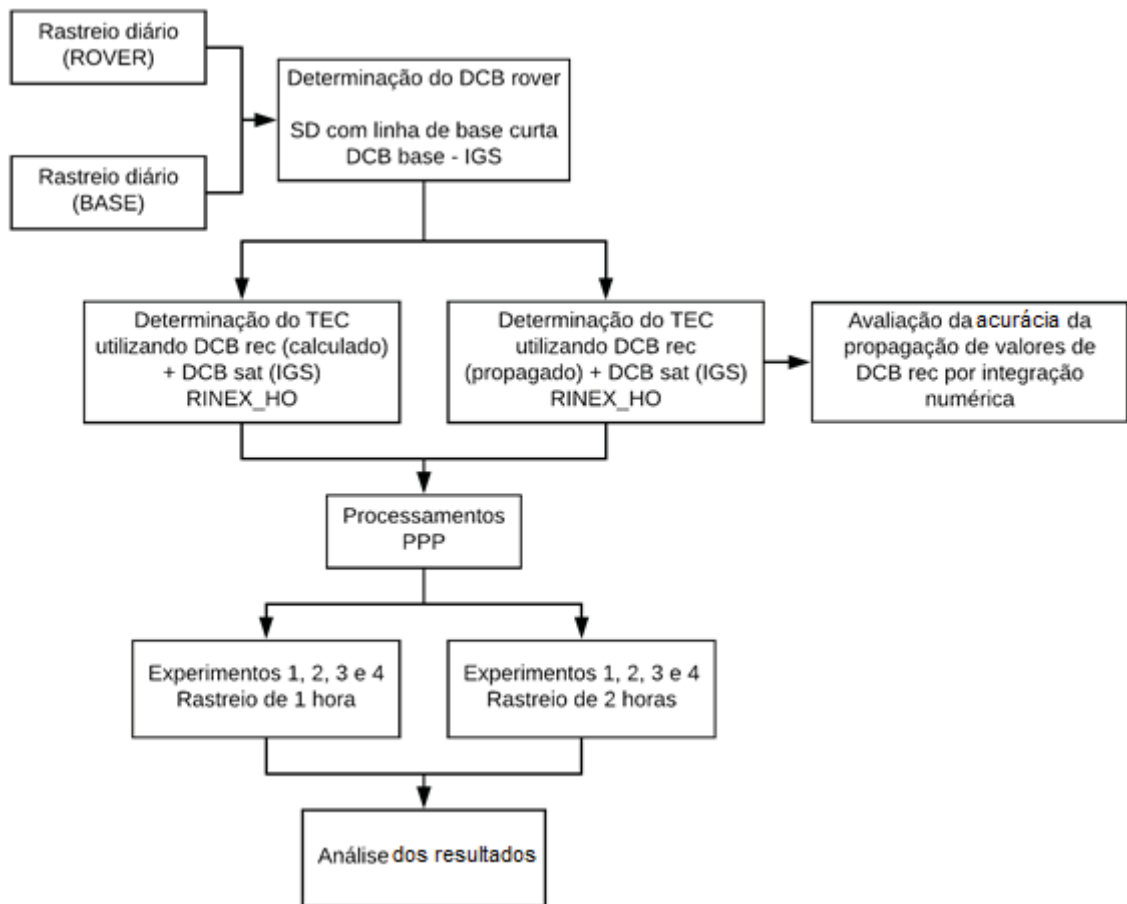 Rastreio diário
(ROVER)
Rastreio diário
(BASE)
Determinação do DCB rover
SD com linha de base curta
DCB base - IGS
Determinação do TEC
utilizando DCB rec (calculado)
+ DCB sat (IGS)
RINEX_HO
Determinação do TEC
utilizando DCB rec
(propagado) + DCB sat (IGS)
RINEX_HO
Avaliação da acurácia da
propagação de valores de
DCB rec por integração
numérica
Processamentos
PPP
Experimentos 1, 2, 3 e 4
Rastreio de 1 hora
Experimentos 1, 2, 3 e 4
Rastreio de 2 horas
Análise dos resultados